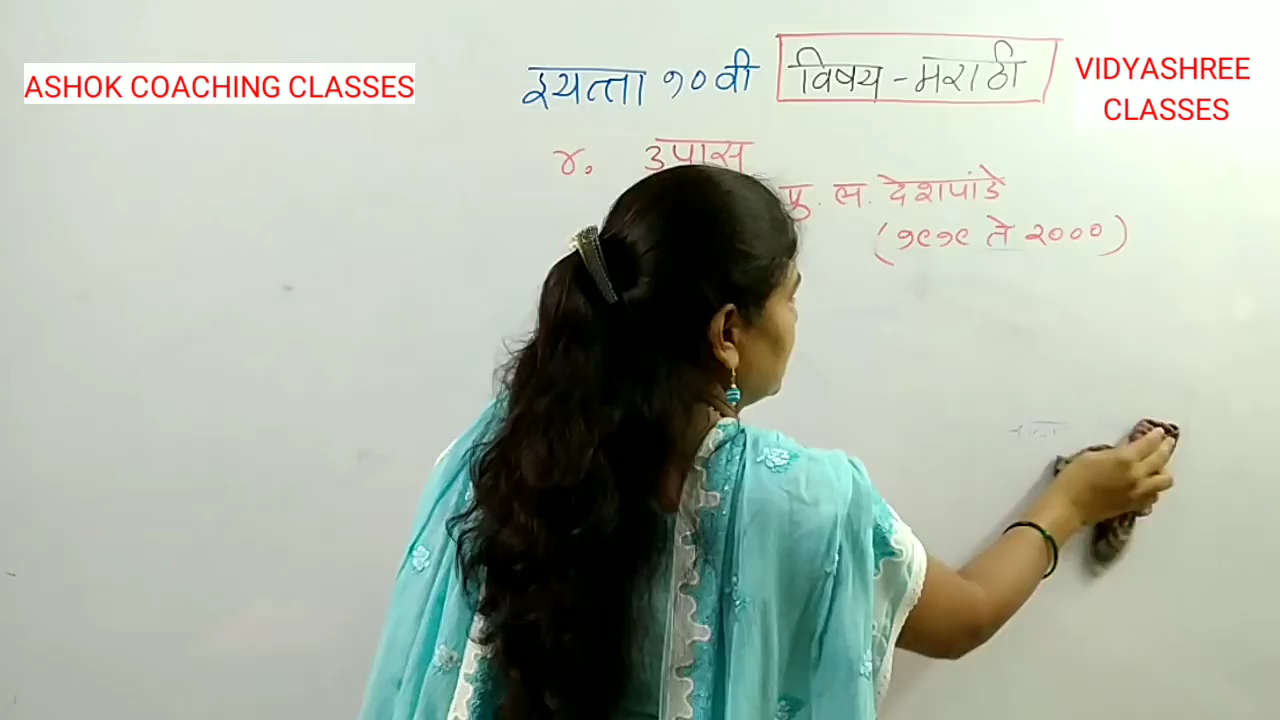 ASHOK COACHING CLASSES
इयत्ता १० वी
विषय - मराठी
VIDYASHREE
CLASSES
४. उपास
पु. ल. देशपांडे
(१९१९ ते २०००)